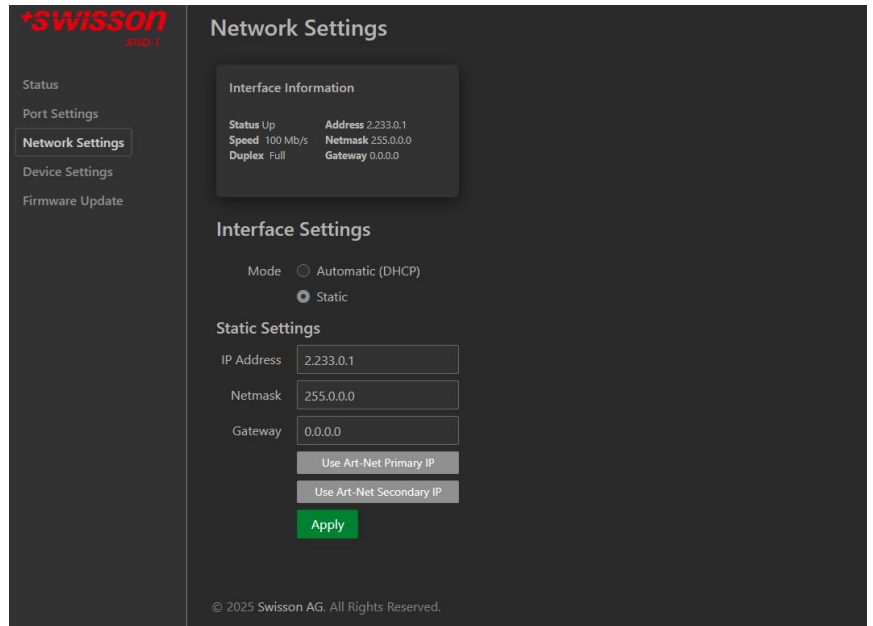 +swisson
XND-1
Status
Port Settings
Network Settings
Device Settings
Firmware Update
Network Settings
Interface Information
Status Up
Speed 100 Mb/s
Duplex Full
Address 2.233.0.1
Netmask 255.0.0.0
Gateway 0.0.0.0
Interface Settings
Mode
Automatic (DHCP)
Static
Static Settings
IP Address 2.233.0.1
Netmask 255.0.0.0
Gateway 0.0.0.0
Use Art-Net Primary IP
Use Art-Net Secondary IP
Apply
© 2025 Swisson AG. All Rights Reserved.